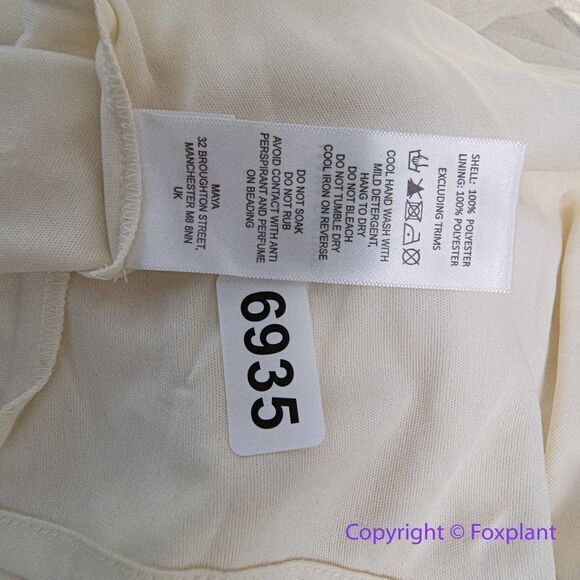 SHELL: 100% POLYESTER
LINING: 100% POLYESTER
EXCLUDING TRIMS
COOL HAND WASH WITH
MILD DETERGENT,
HANG TO DRY
DO NOT BLEACH
DO NOT TUMBLE DRY
COOL IRON ON REVERSE
DO NOT SOAK
DO NOT RUB
AVOID CONTACT WITH ANTI
PERSPIRANT AND PERFUME
ON BEADING
MAYA
32 BROUGHTON STREET,
MANCHESTER M8 8NN
UK
6935
Copyright © Foxplant